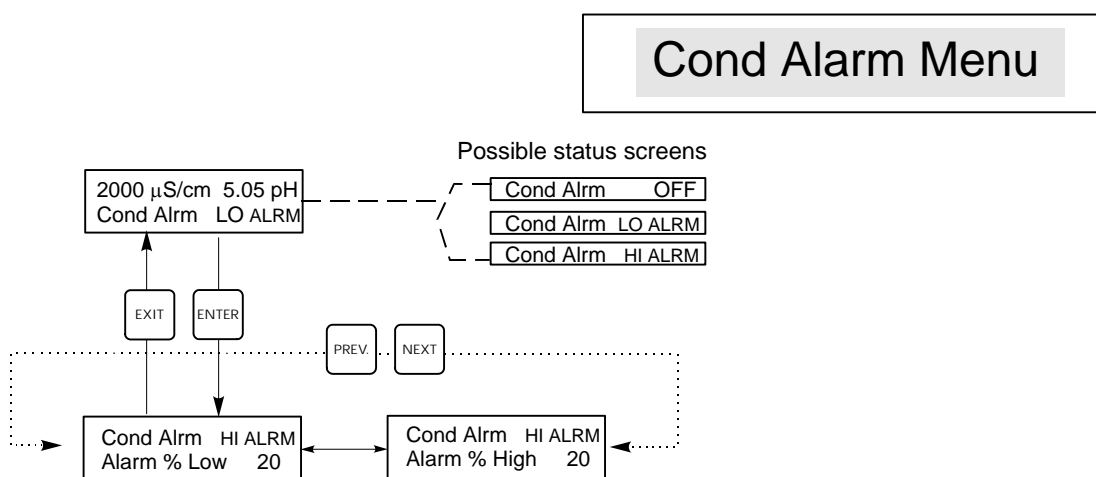 Cond Alarm Menu
Possible status screens
2000 μS/cm 5.05 pH
Cond Alrm LO ALRM
Cond Alrm OFF
Cond Alrm LO ALRM
Cond Alrm HI ALRM
EXIT
ENTER
PREV.
NEXT
Cond Alrm HI ALRM
Alarm % Low 20
Cond Alrm HI ALRM
Alarm % High 20